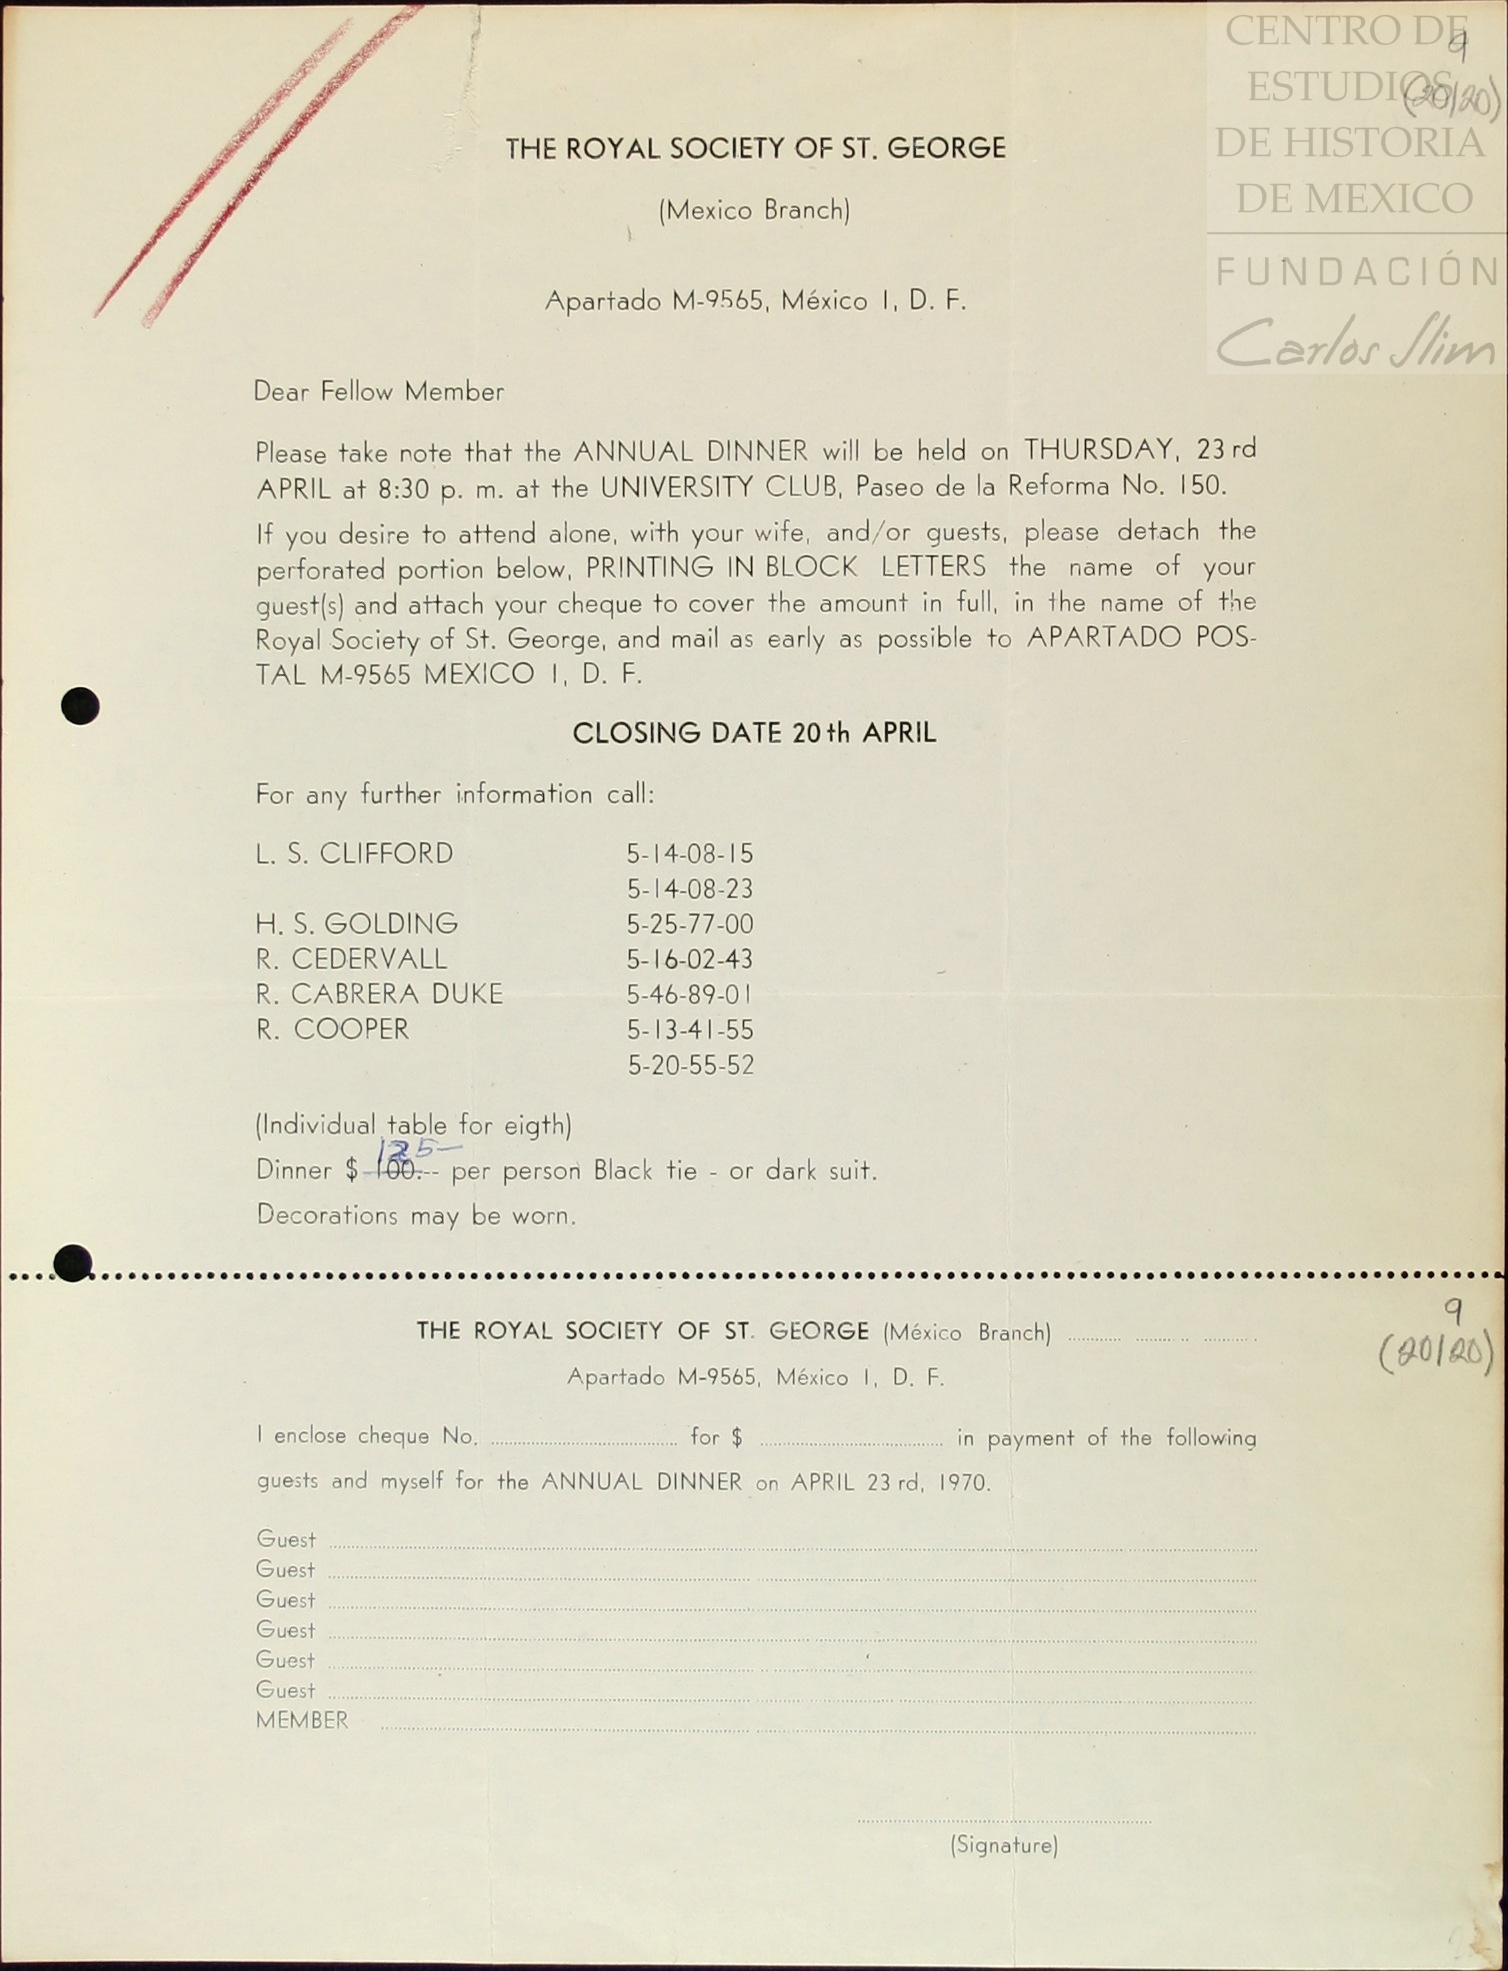 CENTRO DE
ESTUDIOS
DE HISTORIA
DE MEXICO
FUNDACIÓN
Carlos Slim
9
(20/20)
THE ROYAL SOCIETY OF ST. GEORGE
(Mexico Branch)
Apartado M-9565, México 1, D. F.
Dear Fellow Member
Please take note that the ANNUAL DINNER will be held on THURSDAY, 23 rd
APRIL at 8:30 p. m. at the UNIVERSITY CLUB, Paseo de la Reforma No. 150.
If you desire to attend alone, with your wife, and/or guests, please detach the
perforated portion below, PRINTING IN BLOCK LETTERS the name of your
guest(s) and attach your cheque to cover the amount in full, in the name of the
Royal Society of St. George, and mail as early as possible to APARTADO POS-
TAL M-9565 MEXICO 1, D. F.
CLOSING DATE 20 th APRIL
For any further information call:
L. S. CLIFFORD 5-14-08-15
5-14-08-23
H. S. GOLDING 5-25-77-00
R. CEDERVALL 5-16-02-43
R. CABRERA DUKE 5-46-89-01
R. COOPER 5-13-41-55
5-20-55-52
(Individual table for eigth)
125-
Dinner $ 100.-- per person Black tie - or dark suit.
Decorations may be worn.
THE ROYAL SOCIETY OF ST. GEORGE (México Branch)
9
(20/20)
Apartado M-9565, México 1, D. F.
I enclose cheque No. for $ in payment of the following
guests and myself for the ANNUAL DINNER on APRIL 23 rd, 1970.
Guest
Guest
Guest
Guest
Guest
Guest
MEMBER
(Signature)